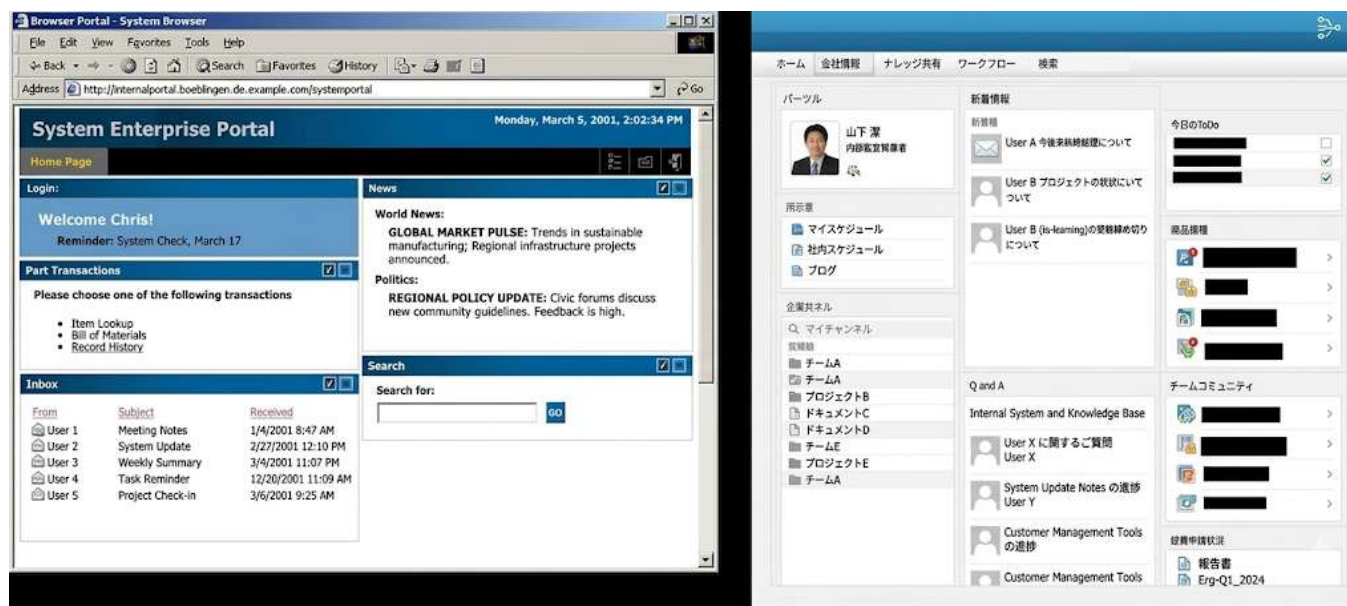 Browser Portal - System Browser
File Edit View Favorites Tools Help
Back Search Favorites History
Address http://internalportal.boeblingen.de.example.com/systemportal Go
System Enterprise Portal
Monday, March 5, 2001, 2:02:34 PM
Home Page
Login:
Welcome Chris!
Reminder: System Check, March 17
Part Transactions
Please choose one of the following transactions
Item Lookup
Bill of Materials
Record History
Inbox
From Subject Received
User 1 Meeting Notes 1/4/2001 8:47 AM
User 2 System Update 2/27/2001 12:10 PM
User 3 Weekly Summary 3/4/2001 11:07 PM
User 4 Task Reminder 12/20/2001 11:09 AM
User 5 Project Check-in 3/6/2001 9:25 AM
News
World News:
GLOBAL MARKET PULSE: Trends in sustainable
manufacturing; Regional infrastructure projects
announced.
Politics:
REGIONAL POLICY UPDATE: Civic forums discuss
new community guidelines. Feedback is high.
Search
Search for:
GO
ホーム 会社情報 ナレッジ共有 ワークフロー 検索
パーツル
山下 潔
マイスケジュール
社内スケジュール
ブログ
マイチャンネル
チームA
チームA
プロジェクトB
ドキュメントC
ドキュメントD
チームE
プロジェクトE
チームA
新着情報
User A
User B プロジェクトの
ついて
User B (is-learning)の
について
Q and A
Internal System and Knowledge Base
User X に関するご質問
User X
System Update Notes の進捗
User Y
Customer Management Tools
の進捗
Customer Management Tools
今日のToDo
チームコミュニティ
報告書
Erg-Q1_2024